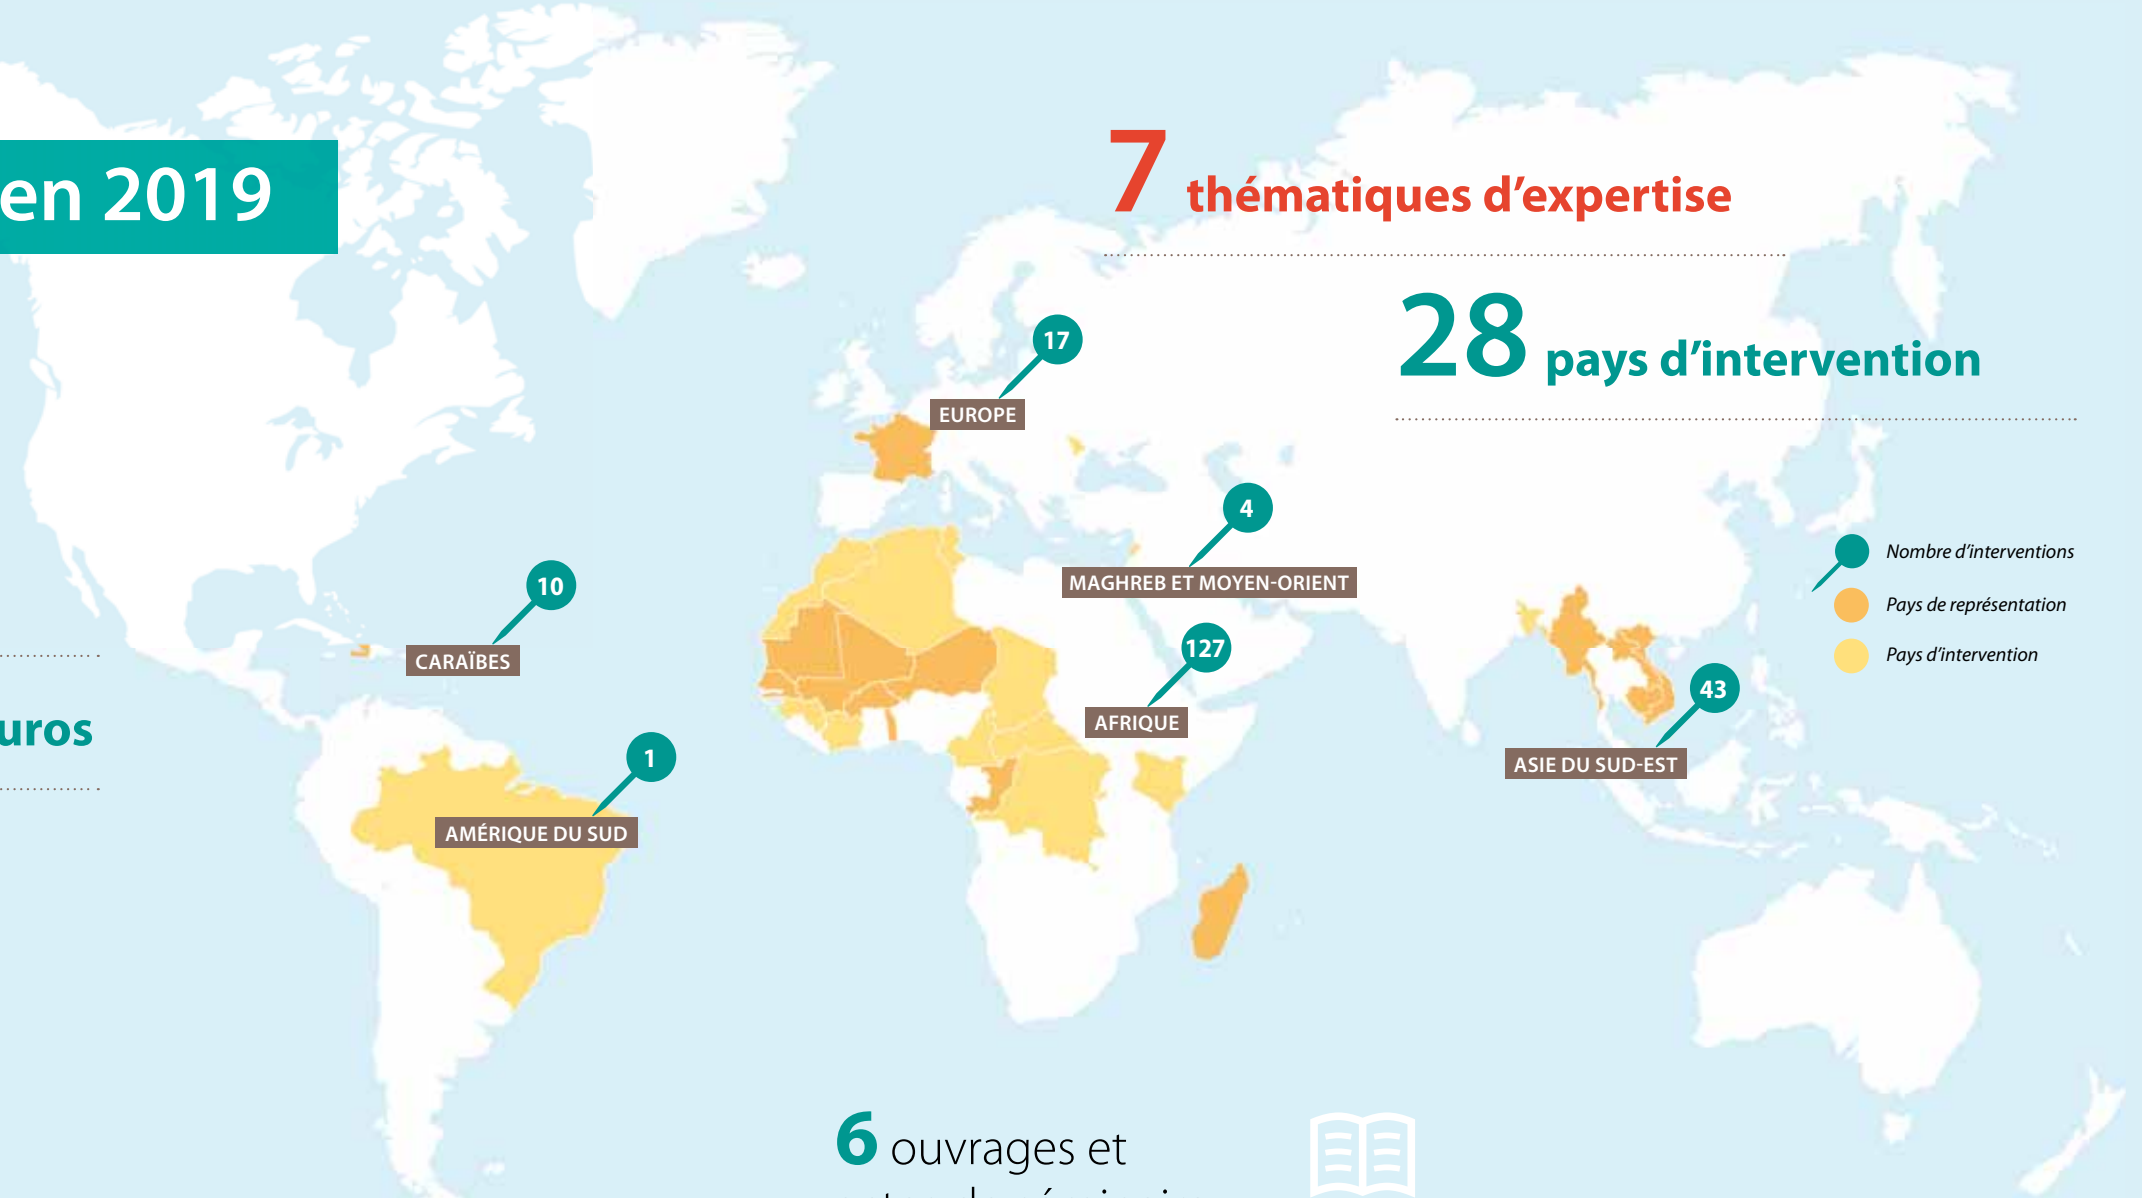 en 2019
7 thématiques d'expertise
28 pays d'intervention
17
EUROPE
4
MAGHREB ET MOYEN-ORIENT
10
CARAÏBES
127
AFRIQUE
43
ASIE DU SUD-EST
1
AMÉRIQUE DU SUD
Nombre d'interventions
Pays de représentation
Pays d'intervention
uros
6 ouvrages et